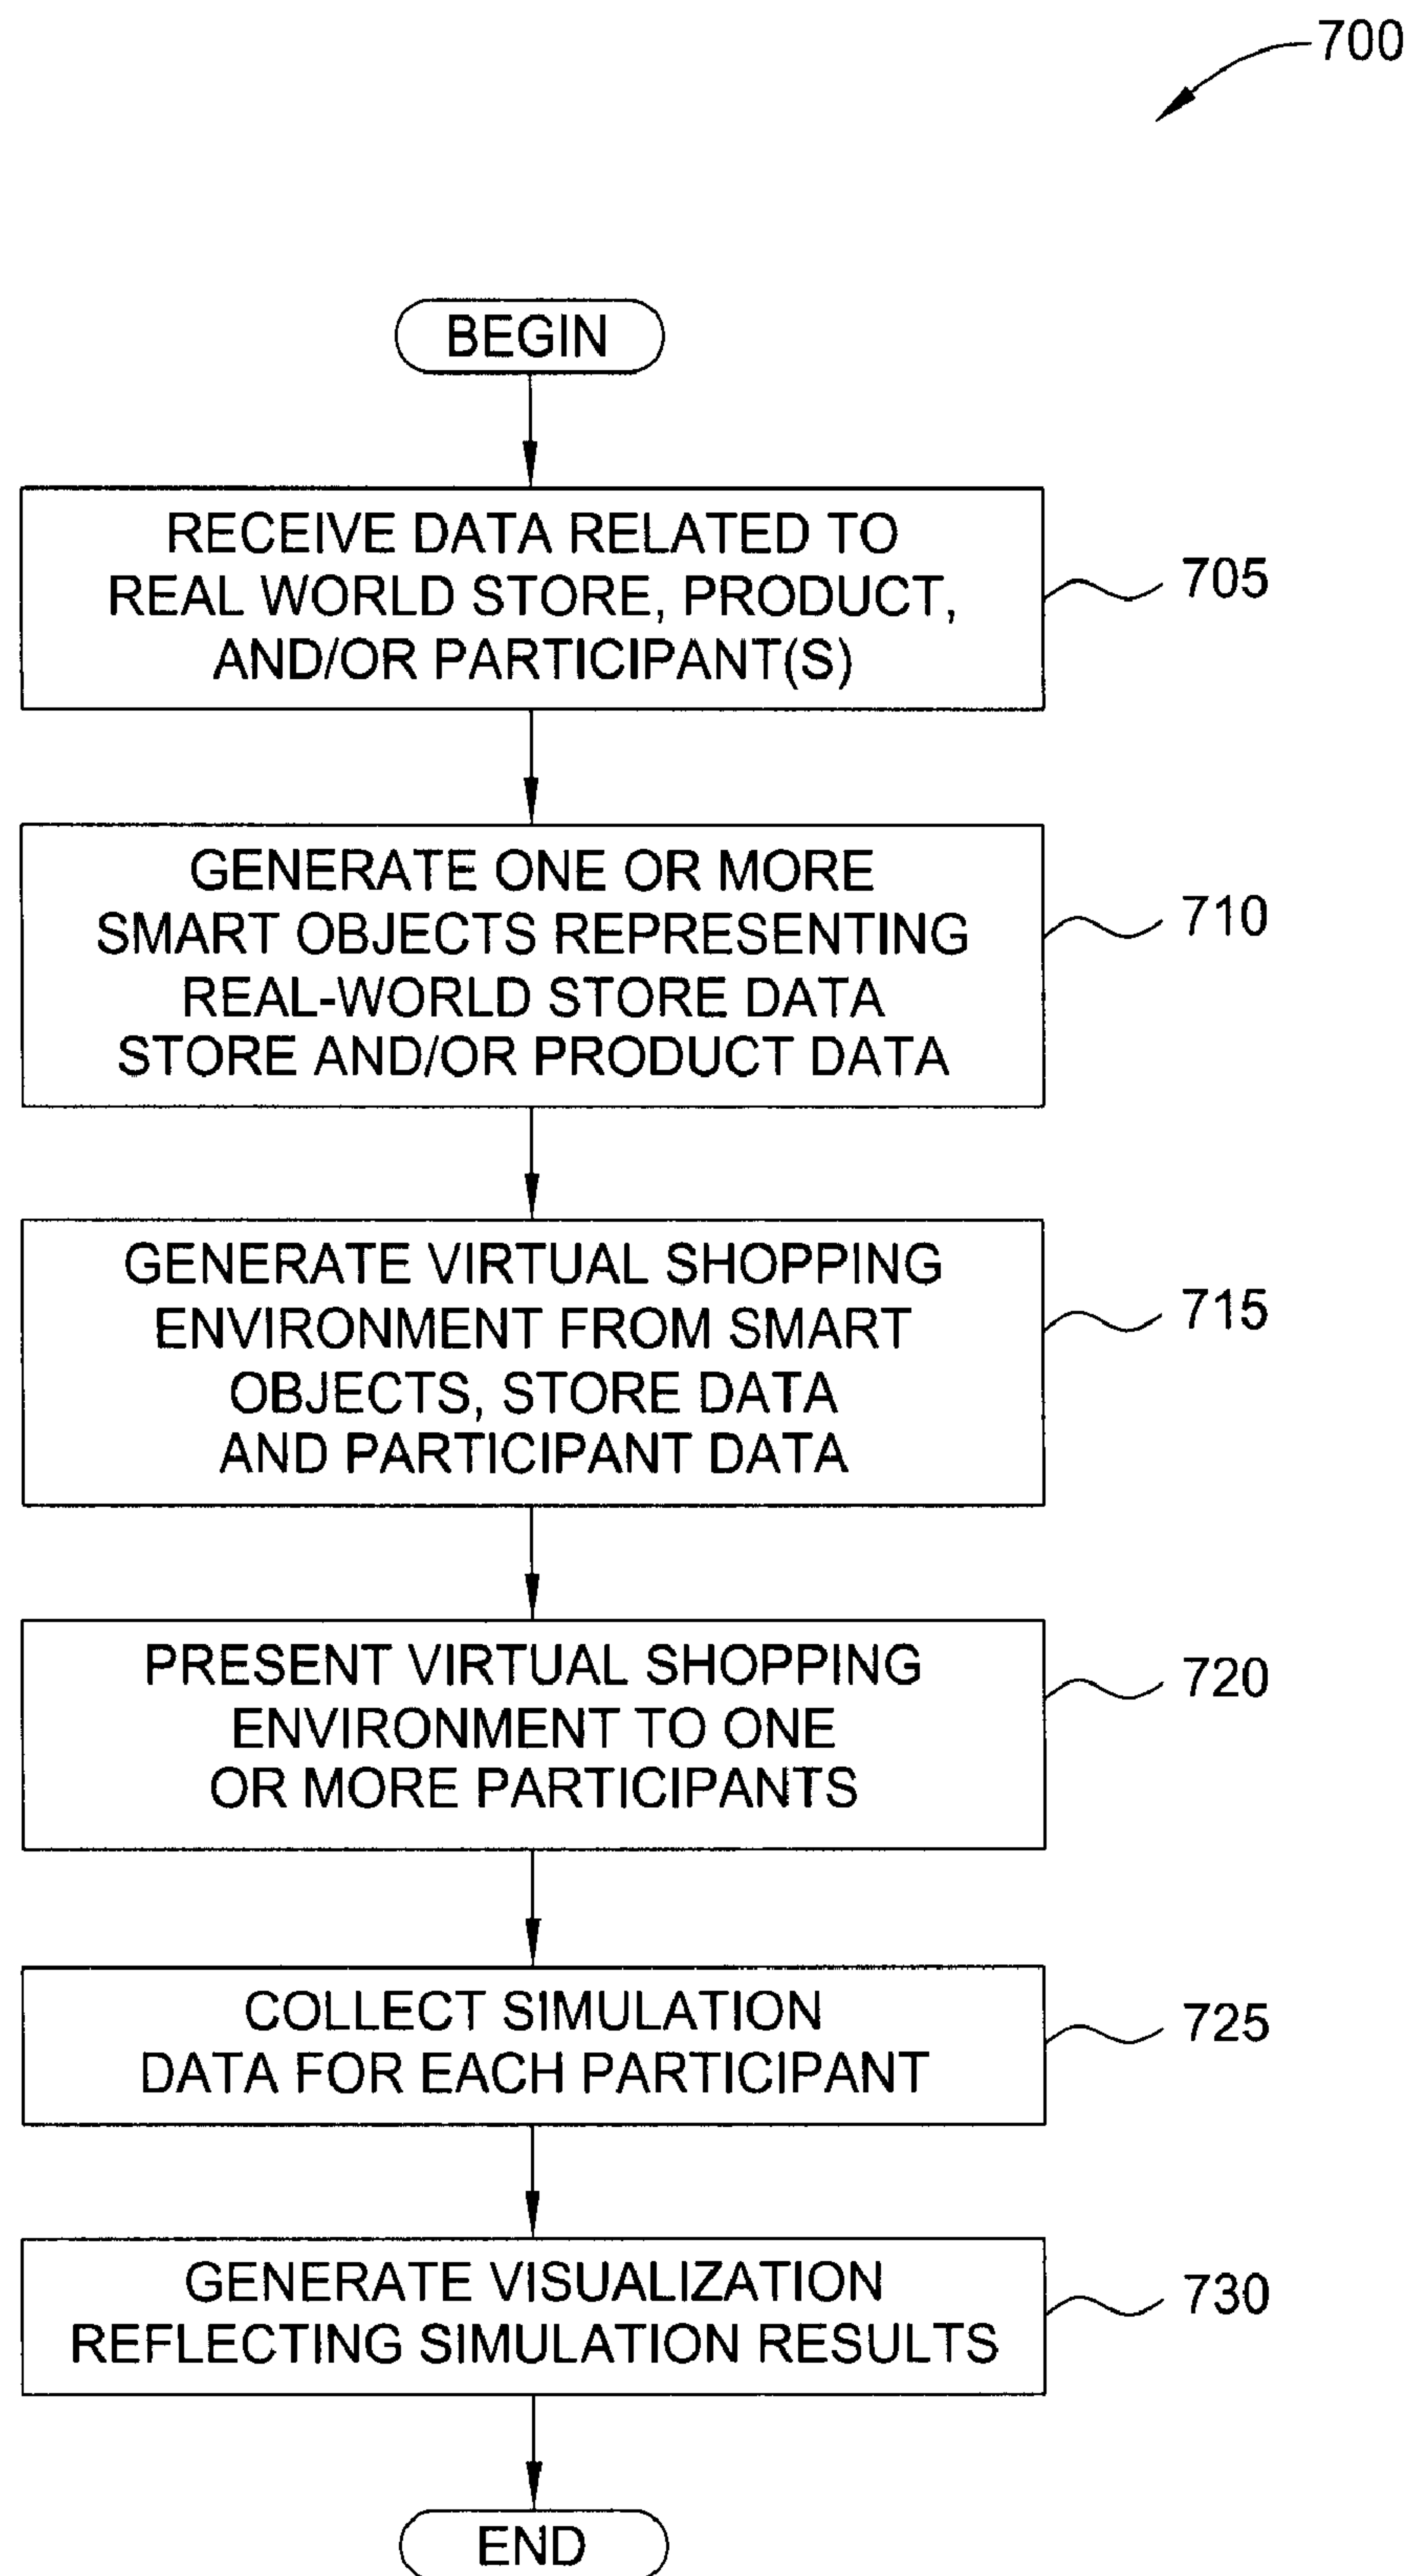 700
BEGIN
RECEIVE DATA RELATED TO
REAL WORLD STORE, PRODUCT,
AND/OR PARTICIPANT(S)
705
GENERATE ONE OR MORE
SMART OBJECTS REPRESENTING
REAL-WORLD STORE DATA
STORE AND/OR PRODUCT DATA
710
GENERATE VIRTUAL SHOPPING
ENVIRONMENT FROM SMART
OBJECTS, STORE DATA
AND PARTICIPANT DATA
715
PRESENT VIRTUAL SHOPPING
ENVIRONMENT TO ONE
OR MORE PARTICIPANTS
720
COLLECT SIMULATION
DATA FOR EACH PARTICIPANT
725
GENERATE VISUALIZATION
REFLECTING SIMULATION RESULTS
730
END